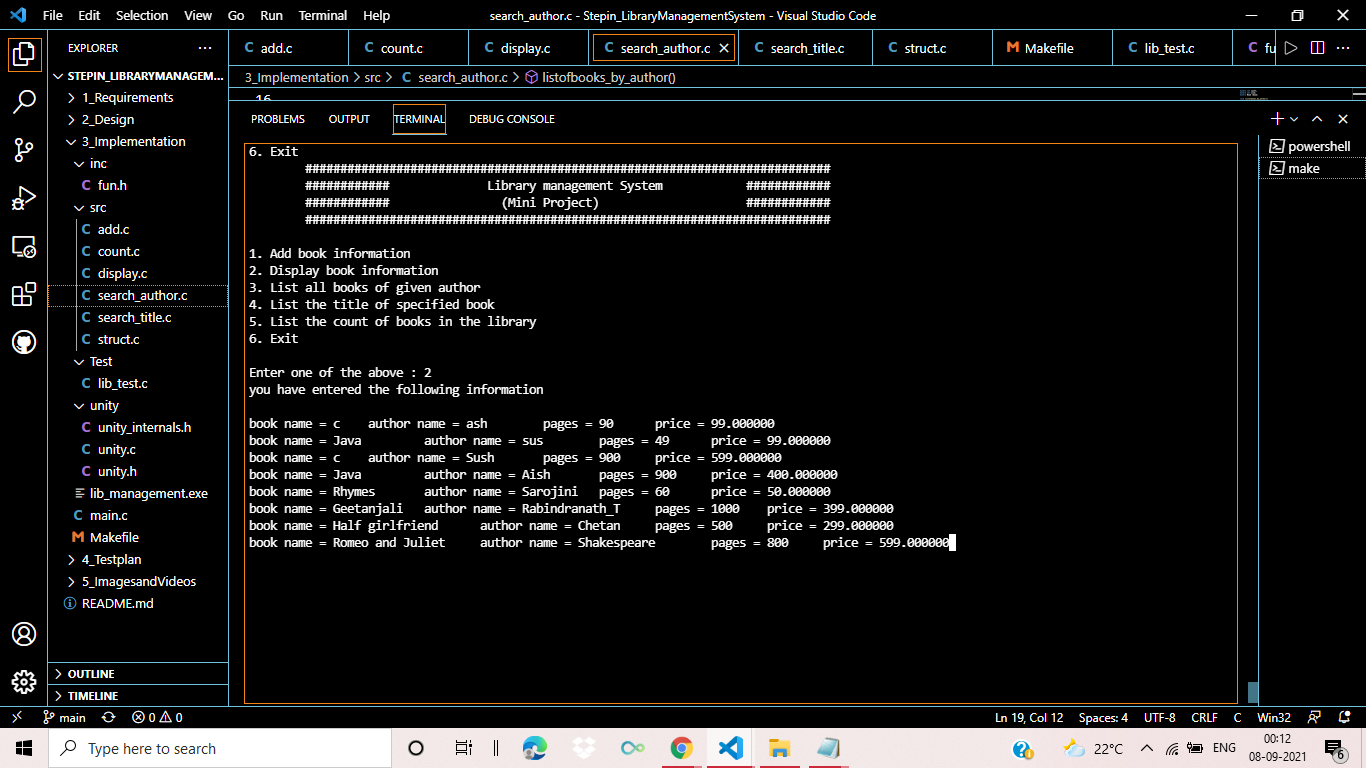 File Edit Selection View Go Run Terminal Help search_author.c - Stepin_LibraryManagementSystem - Visual Studio Code
EXPLORER ···
C add.c C count.c C display.c C search_author.c × C search_title.c C struct.c M Makefile C lib_test.c C fu
STEPIN_LIBRARYMANAGEM...
3_Implementation > src > C search_author.c > listofbooks_by_author()
1_Requirements
2_Design
3_Implementation
inc
C fun.h
src
C add.c
C count.c
C display.c
C search_author.c
C search_title.c
C struct.c
Test
C lib_test.c
unity
C unity_internals.h
C unity.c
C unity.h
lib_management.exe
C main.c
M Makefile
4_Testplan
5_ImagesandVideos
README.md
OUTLINE
TIMELINE
16
PROBLEMS OUTPUT TERMINAL DEBUG CONSOLE
powershell
make
6. Exit
###########################################################################
############ Library management System ############
############ (Mini Project) ############
###########################################################################
1. Add book information
2. Display book information
3. List all books of given author
4. List the title of specified book
5. List the count of books in the library
6. Exit
Enter one of the above : 2
you have entered the following information
book name = c author name = ash pages = 90 price = 99.000000
book name = Java author name = sus pages = 49 price = 99.000000
book name = c author name = Sush pages = 900 price = 599.000000
book name = Java author name = Aish pages = 900 price = 400.000000
book name = Rhymes author name = Sarojini pages = 60 price = 50.000000
book name = Geetanjali author name = Rabindranath_T pages = 1000 price = 399.000000
book name = Half girlfriend author name = Chetan pages = 500 price = 299.000000
book name = Romeo and Juliet author name = Shakespeare pages = 800 price = 599.000000
main 0 0 Ln 19, Col 12 Spaces: 4 UTF-8 CRLF C Win32
Type here to search
22°C ENG 00:12
08-09-2021
6